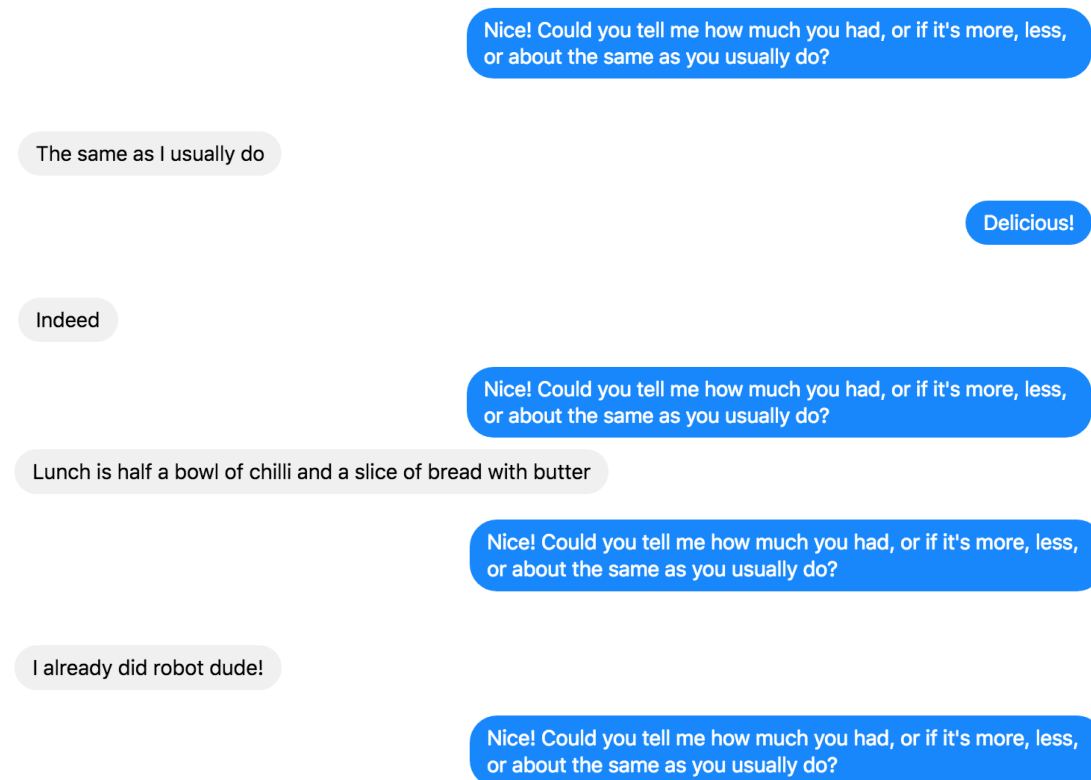 Nice! Could you tell me how much you had, or if it's more, less,
or about the same as you usually do?
The same as I usually do
Delicious!
Indeed
Nice! Could you tell me how much you had, or if it's more, less,
or about the same as you usually do?
Lunch is half a bowl of chilli and a slice of bread with butter
Nice! Could you tell me how much you had, or if it's more, less,
or about the same as you usually do?
I already did robot dude!
Nice! Could you tell me how much you had, or if it's more, less,
or about the same as you usually do?